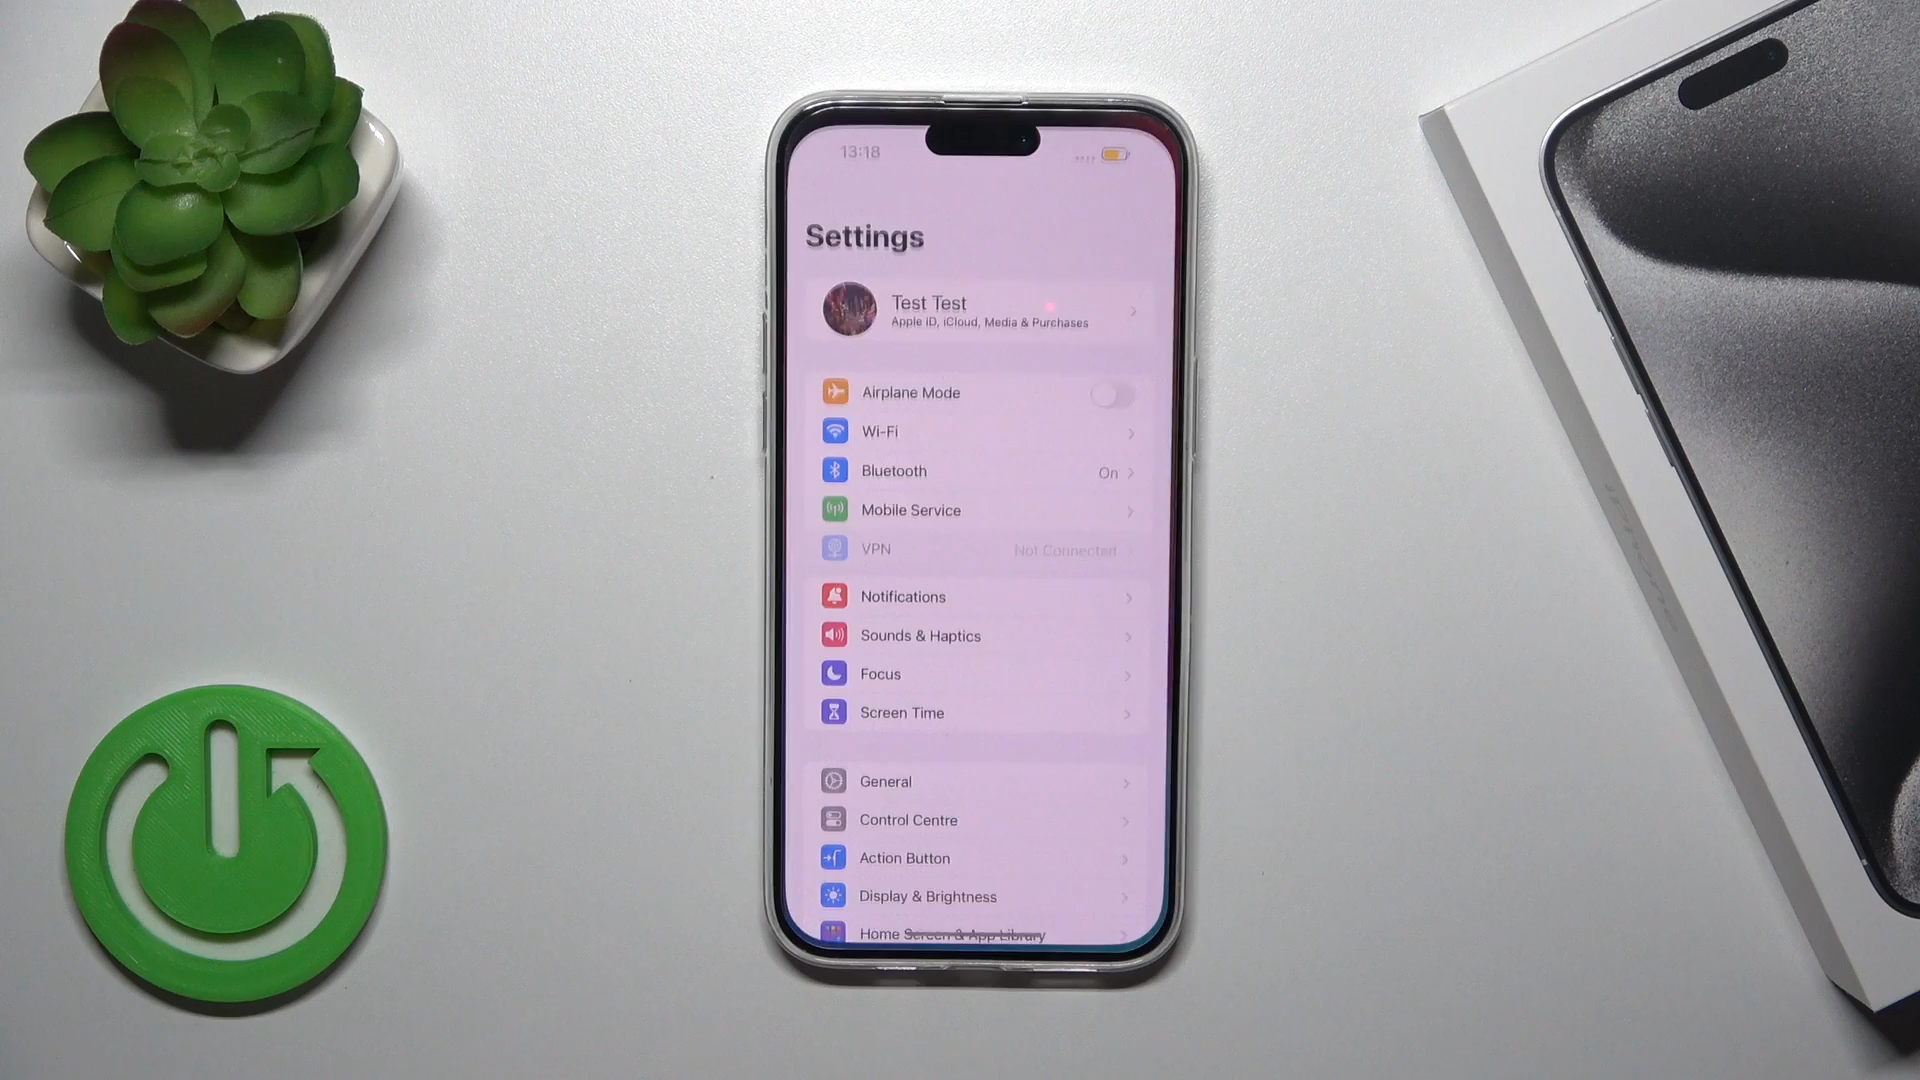 13:18
Settings
Test Test
Apple ID, iCloud, Media & Purchases
Airplane Mode
Wi-Fi
Bluetooth On
Mobile Service
VPN Not Connected
Notifications
Sounds & Haptics
Focus
Screen Time
General
Control Centre
Action Button
Display & Brightness
Home Screen & App Library
iPhone